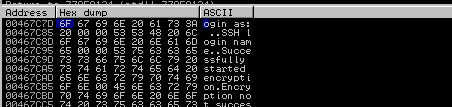 Address Hex dump ASCII
00467C7D 6F 67 69 6E 20 61 73 3A ogin as:
00467C85 20 00 00 53 53 48 20 6C ..SSH l
00467C8D 6F 67 69 6E 20 6E 61 6D ogin nam
00467C95 65 00 00 53 75 63 63 65 e..Succe
00467C9D 73 73 66 75 6C 6C 79 20 ssfully
00467CA5 73 74 61 72 74 65 64 20 started
00467CAD 65 6E 63 72 79 70 74 69 encrypti
00467CB5 6F 6E 00 45 6E 63 72 79 on.Encry
00467CBD 70 74 69 6F 6E 20 6E 6F ption no
00467CC5 74 20 73 75 63 63 65 73 t succes